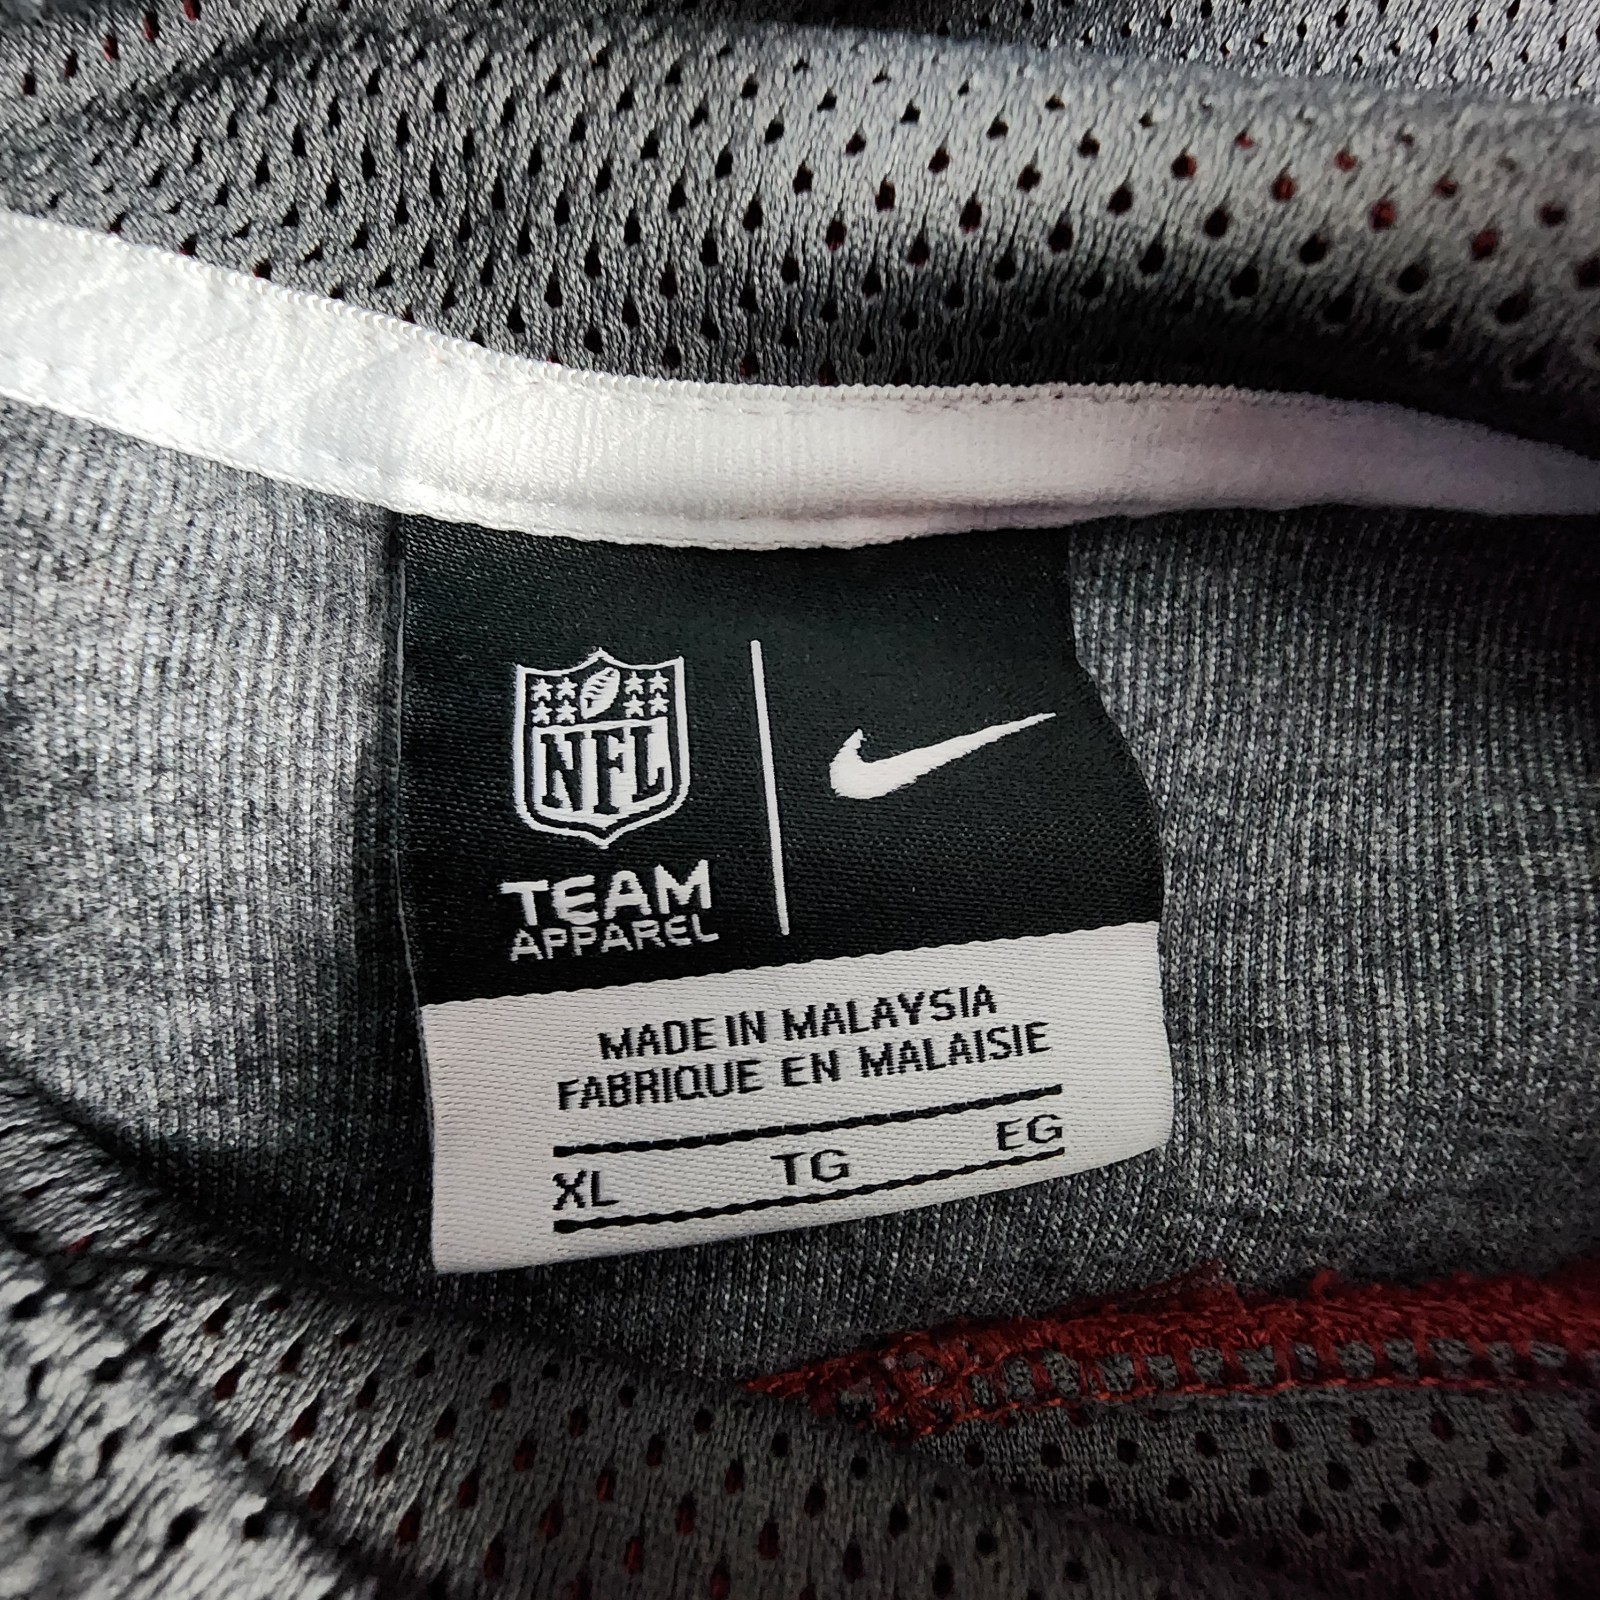 NFL
TEAM
APPAREL
MADE IN MALAYSIA
FABRIQUE EN MALAISIE
XL TG EG